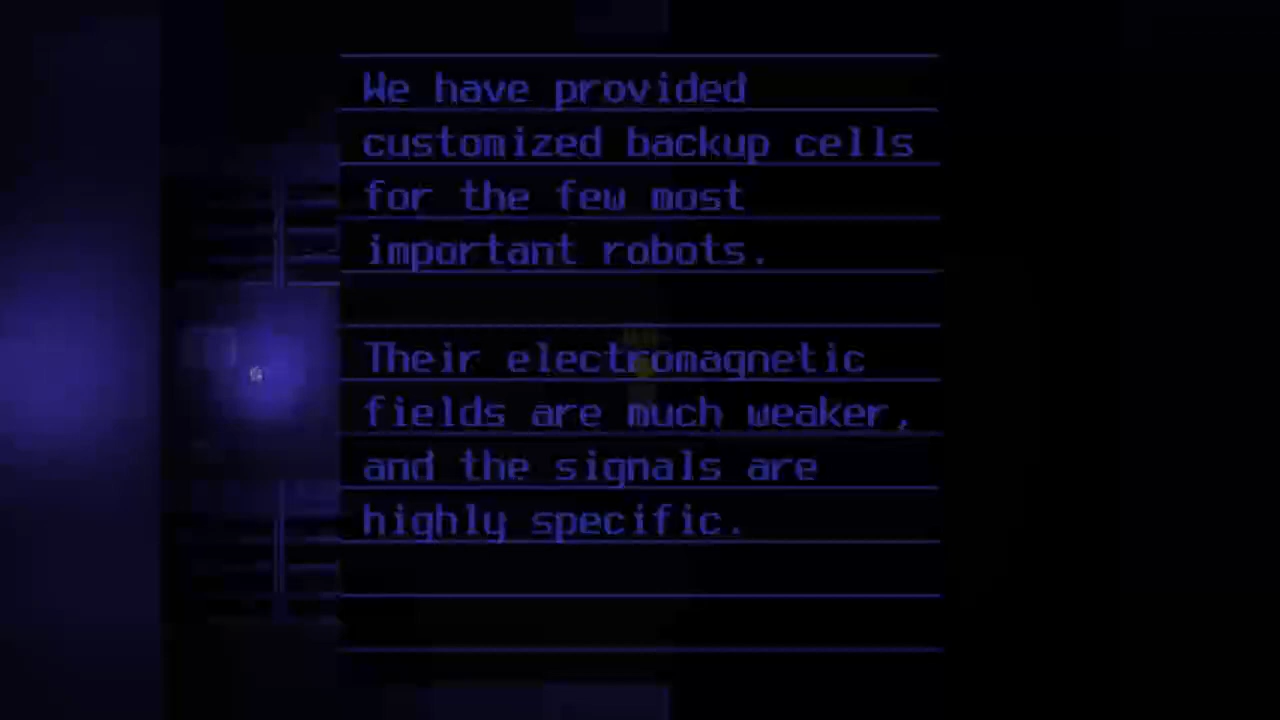 We have provided
customized backup cells
for the few most
important robots.
Their electromagnetic
fields are much weaker,
and the signals are
highly specific.